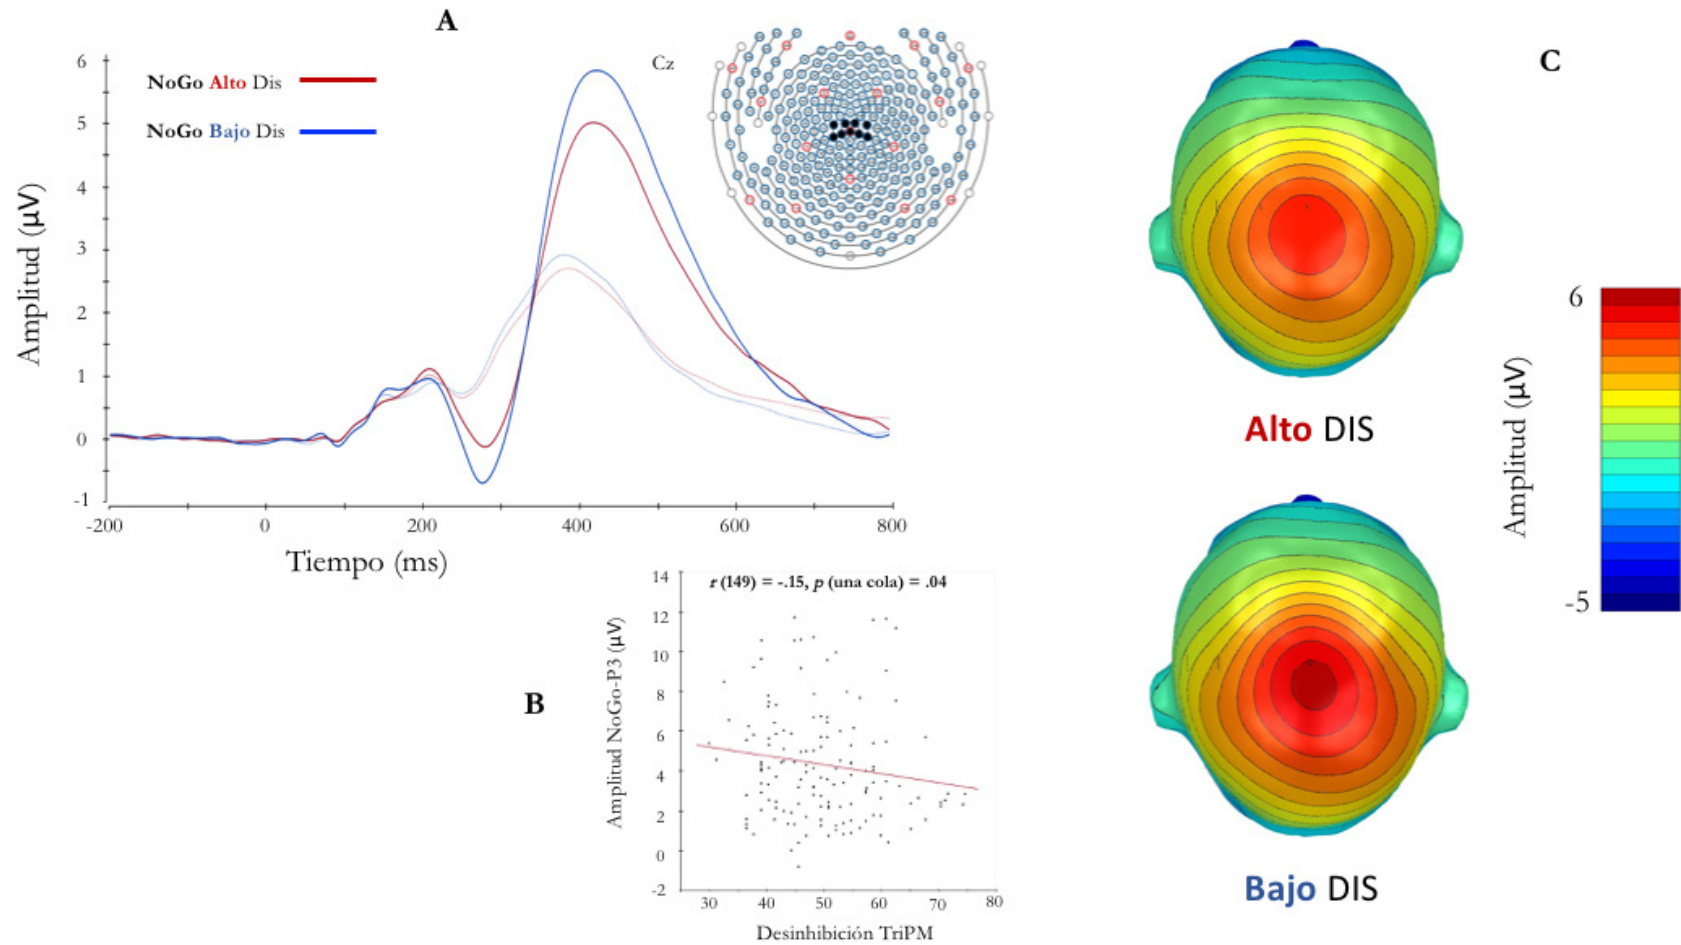 A
NoGo Alto Dis
NoGo Bajo Dis
Cz
Amplitud (µV)
6
5
4
3
2
1
0
-1
-200
0
200
400
600
800
Tiempo (ms)
B
r (149) = -.15, p (una cola) = .04
Amplitud NoGo-P3 (µV)
14
12
10
8
6
4
2
0
-2
30
40
50
60
70
80
Desinhibición TriPM
C
Alto DIS
Bajo DIS
Amplitud (µV)
6
-5